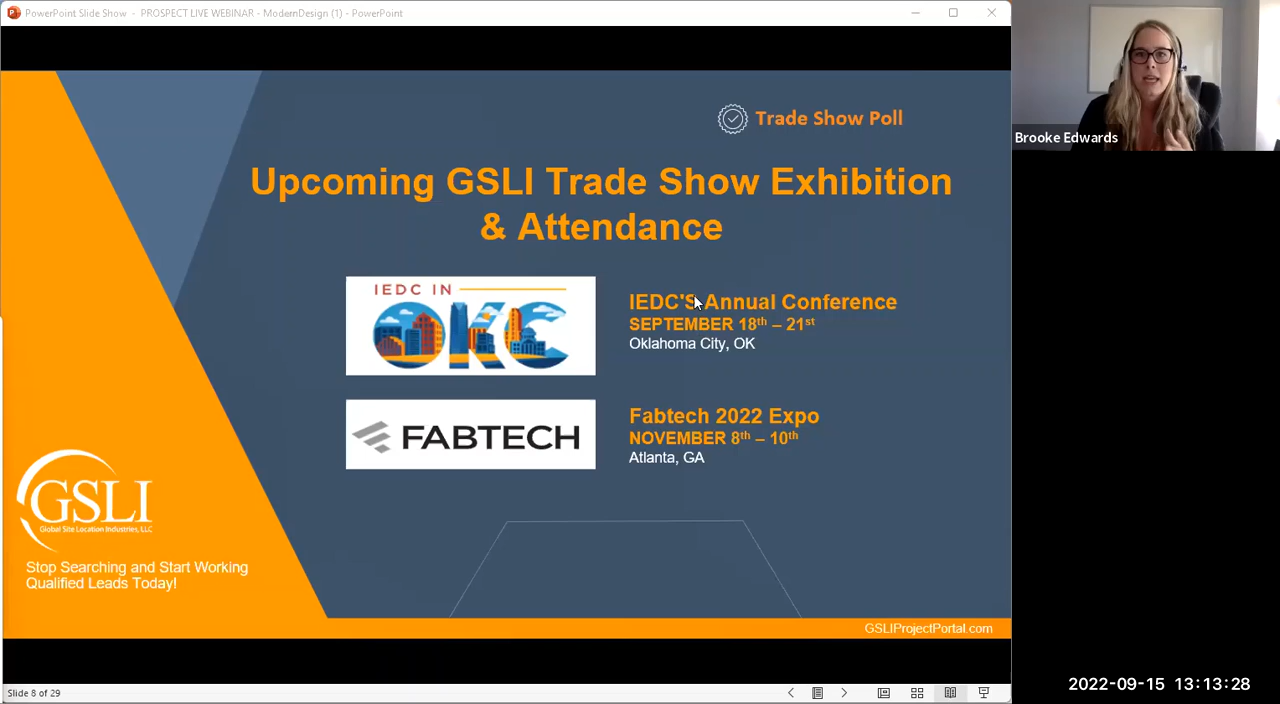 PowerPoint Slide Show - PROSPECT LIVE WEBINAR - ModernDesign (1) - PowerPoint
Brooke Edwards
Trade Show Poll
Upcoming GSLI Trade Show Exhibition
& Attendance
IEDC IN
OKC
IEDC'S Annual Conference
SEPTEMBER 18th – 21st
Oklahoma City, OK
FABTECH
Fabtech 2022 Expo
NOVEMBER 8th – 10th
Atlanta, GA
GSLI
Global Site Location Industries, LLC
Stop Searching and Start Working
Qualified Leads Today!
GSLIProjectPortal.com
Slide 8 of 29
2022-09-15 13:13:28